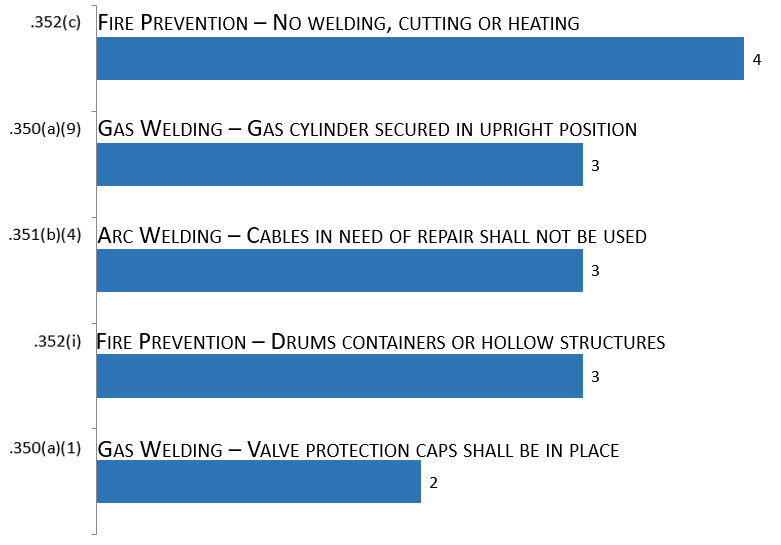 .352(c) Fire Prevention – No welding, cutting or heating
4
.350(a)(9) Gas Welding – Gas cylinder secured in upright position
3
.351(b)(4) Arc Welding – Cables in need of repair shall not be used
3
.352(i) Fire Prevention – Drums containers or hollow structures
3
.350(a)(1) Gas Welding – Valve protection caps shall be in place
2